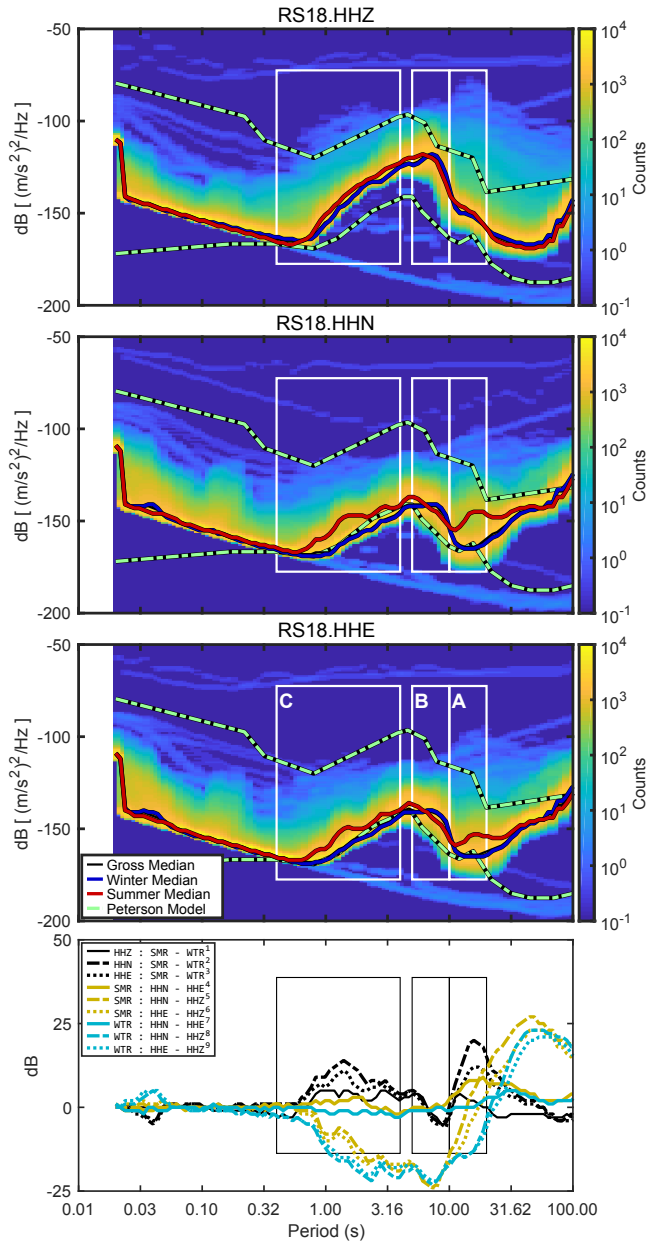 RS18.HHZ
-50
-100
-150
-200
dB [ (m/s²)²/Hz ]
10⁴
10³
10²
10¹
10⁰
10⁻¹
Counts
RS18.HHN
-50
-100
-150
-200
dB [ (m/s²)²/Hz ]
10⁴
10³
10²
10¹
10⁰
10⁻¹
Counts
RS18.HHE
-50
-100
-150
-200
dB [ (m/s²)²/Hz ]
C
B
A
Gross Median
Winter Median
Summer Median
Peterson Model
10⁴
10³
10²
10¹
10⁰
10⁻¹
Counts
50
25
0
-25
dB
HHZ : SMR - WTR¹
HHN : SMR - WTR²
HHE : SMR - WTR³
SMR : HHN - HHE⁴
SMR : HHN - HHZ⁵
SMR : HHE - HHZ⁶
WTR : HHN - HHE⁷
WTR : HHN - HHZ⁸
WTR : HHE - HHZ⁹
0.01 0.03 0.10 0.32 1.00 3.16 10.00 31.62 100.00
Period (s)